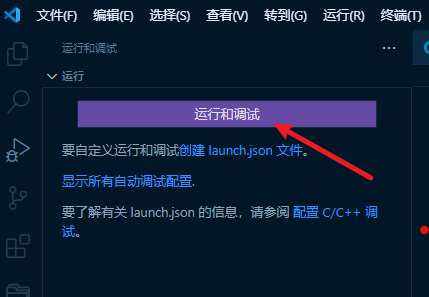 文件(F) 编辑(E) 选择(S) 查看(V) 转到(G) 运行(R) 终端(T)
运行和调试
运行
运行和调试
要自定义运行和调试创建 launch.json 文件。
显示所有自动调试配置.
要了解有关 launch.json 的信息，请参阅 配置 C/C++ 调
试。